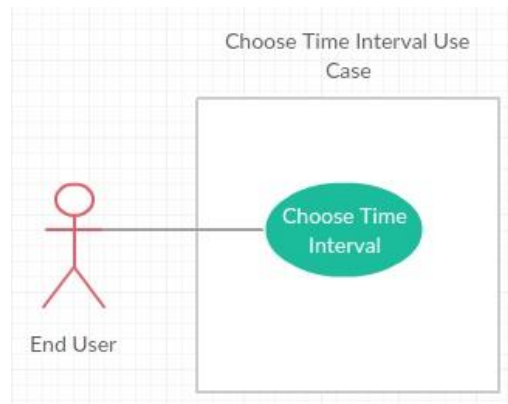 Choose Time Interval Use
Case
Choose Time
Interval
End User